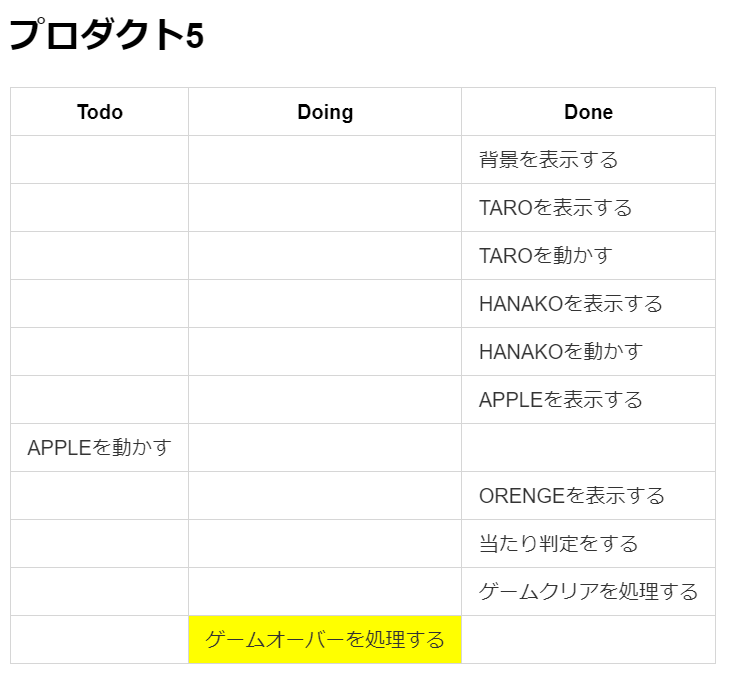 プロダクト5
Todo Doing Done
背景を表示する
TAROを表示する
TAROを動かす
HANAKOを表示する
HANAKOを動かす
APPLEを表示する
APPLEを動かす
ORENGEを表示する
当たり判定をする
ゲームクリアを処理する
ゲームオーバーを処理する